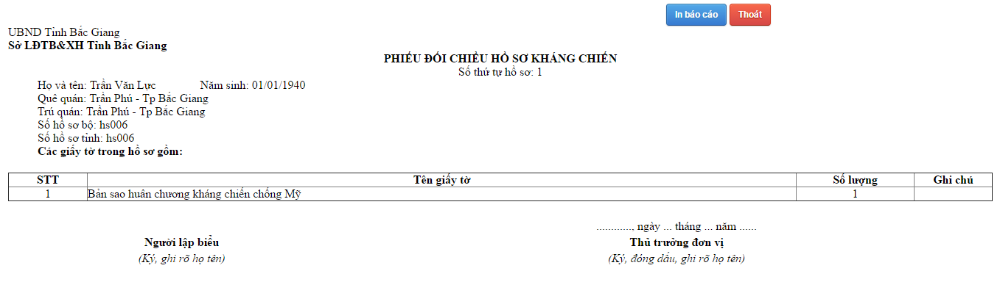 In báo cáo Thoát
UBND Tỉnh Bắc Giang
Sở LĐTB&XH Tỉnh Bắc Giang
PHIẾU ĐỐI CHIẾU HỒ SƠ KHÁNG CHIẾN
Số thứ tự hồ sơ: 1
Họ và tên: Trần Văn Lực Năm sinh: 01/01/1940
Quê quán: Trần Phú - Tp Bắc Giang
Trú quán: Trần Phú - Tp Bắc Giang
Số hồ sơ bộ: hs006
Số hồ sơ tỉnh: hs006
Các giấy tờ trong hồ sơ gồm:
STT Tên giấy tờ Số lượng Ghi chú
1 Bản sao huân chương kháng chiến chống Mỹ 1
............, ngày ... tháng ... năm ......
Người lập biểu Thủ trưởng đơn vị
(Ký, ghi rõ họ tên) (Ký, đóng dấu, ghi rõ họ tên)